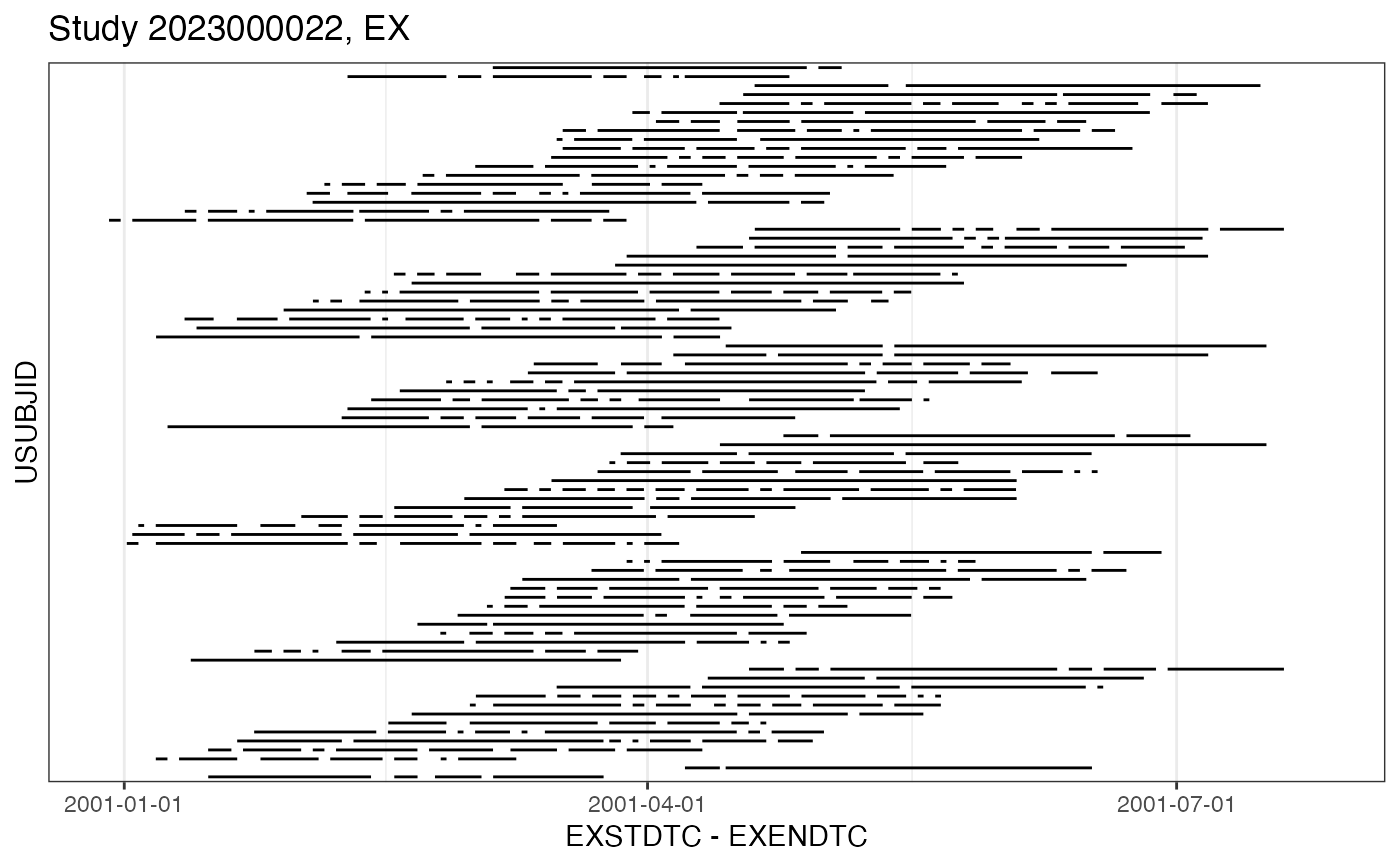 Study 2023000022, EX
USUBJID
2001-01-01
2001-04-01
2001-07-01
EXSTDTC - EXENDTC